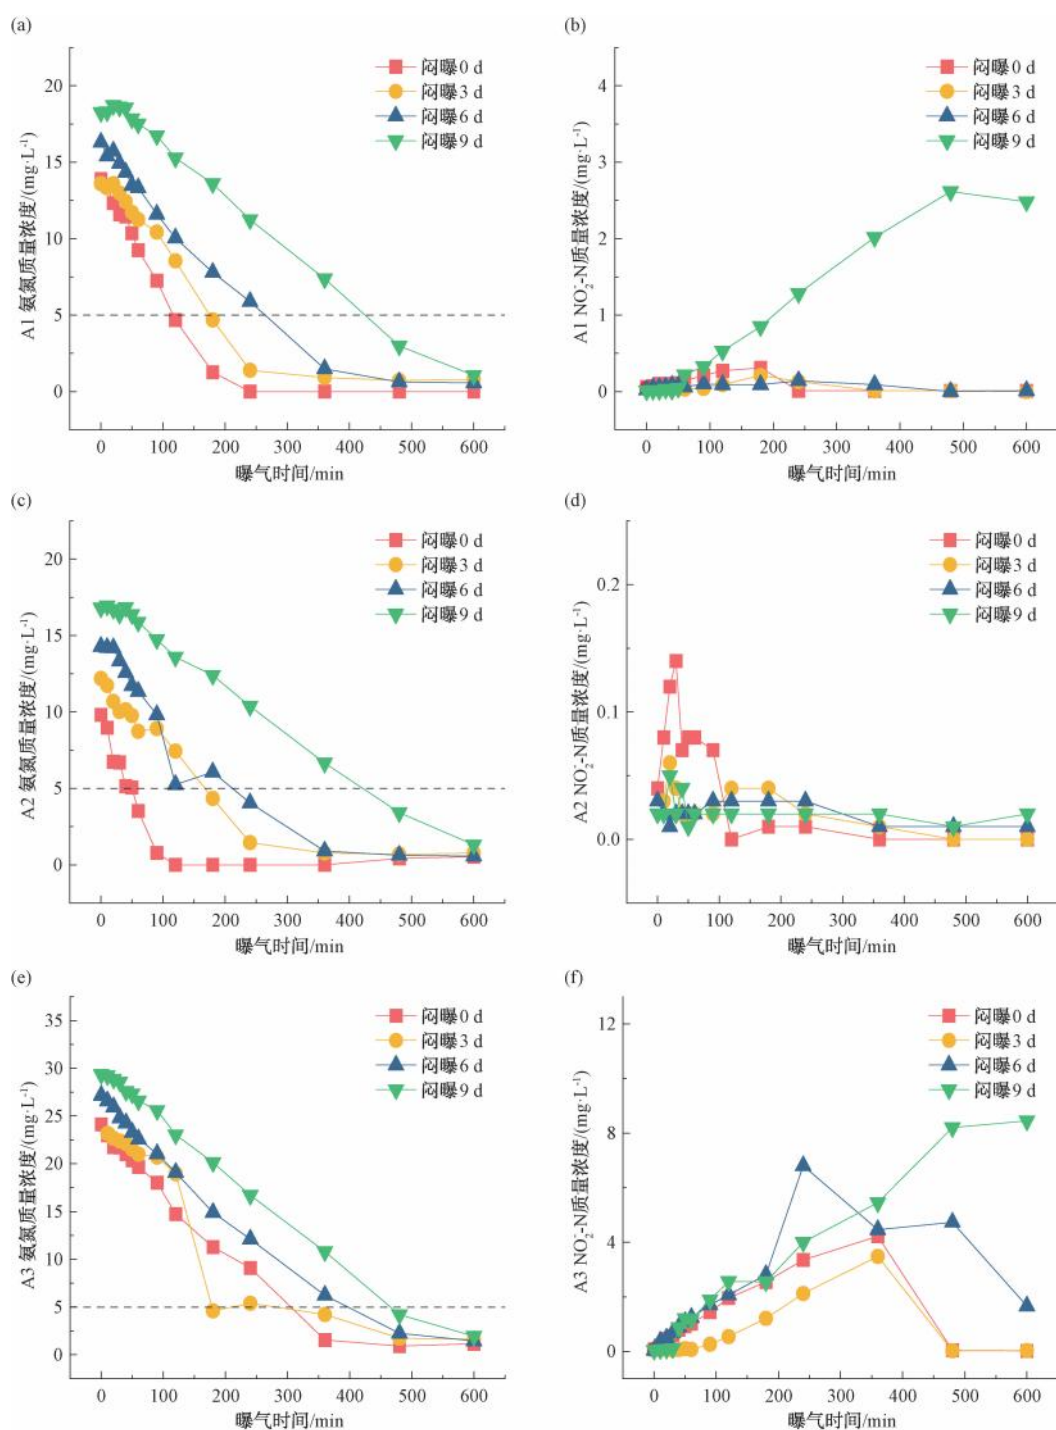 (a)
闷曝0 d
闷曝3 d
闷曝6 d
闷曝9 d
A1 氨氮质量浓度/(mg·L⁻¹)
20
15
10
5
0
0 100 200 300 400 500 600
曝气时间/min
(b)
闷曝0 d
闷曝3 d
闷曝6 d
闷曝9 d
A1 NO₂⁻-N质量浓度/(mg·L⁻¹)
4
3
2
1
0
0 100 200 300 400 500 600
曝气时间/min
(c)
闷曝0 d
闷曝3 d
闷曝6 d
闷曝9 d
A2 氨氮质量浓度/(mg·L⁻¹)
20
15
10
5
0
0 100 200 300 400 500 600
曝气时间/min
(d)
闷曝0 d
闷曝3 d
闷曝6 d
闷曝9 d
A2 NO₂⁻-N质量浓度/(mg·L⁻¹)
0.2
0.1
0.0
0 100 200 300 400 500 600
曝气时间/min
(e)
闷曝0 d
闷曝3 d
闷曝6 d
闷曝9 d
A3 氨氮质量浓度/(mg·L⁻¹)
35
30
25
20
15
10
5
0
0 100 200 300 400 500 600
曝气时间/min
(f)
闷曝0 d
闷曝3 d
闷曝6 d
闷曝9 d
A3 NO₂⁻-N质量浓度/(mg·L⁻¹)
12
8
4
0
0 100 200 300 400 500 600
曝气时间/min